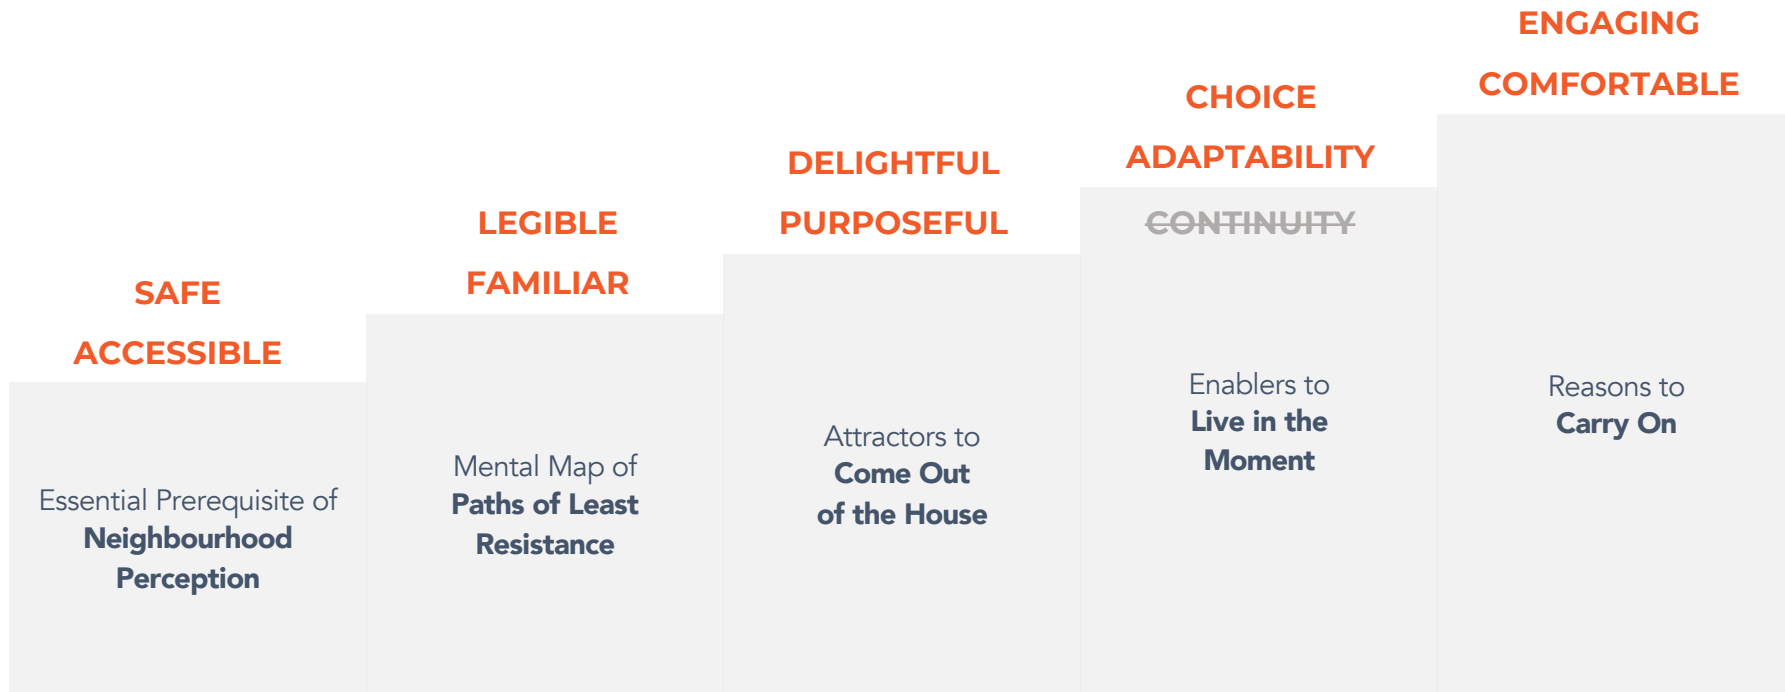 SAFE
ACCESSIBLE
Essential Prerequisite of
Neighbourhood
Perception
LEGIBLE
FAMILIAR
Mental Map of
Paths of Least
Resistance
DELIGHTFUL
PURPOSEFUL
Attractors to
Come Out
of the House
CHOICE
ADAPTABILITY
CONTINUITY
Enablers to
Live in the
Moment
ENGAGING
COMFORTABLE
Reasons to
Carry On